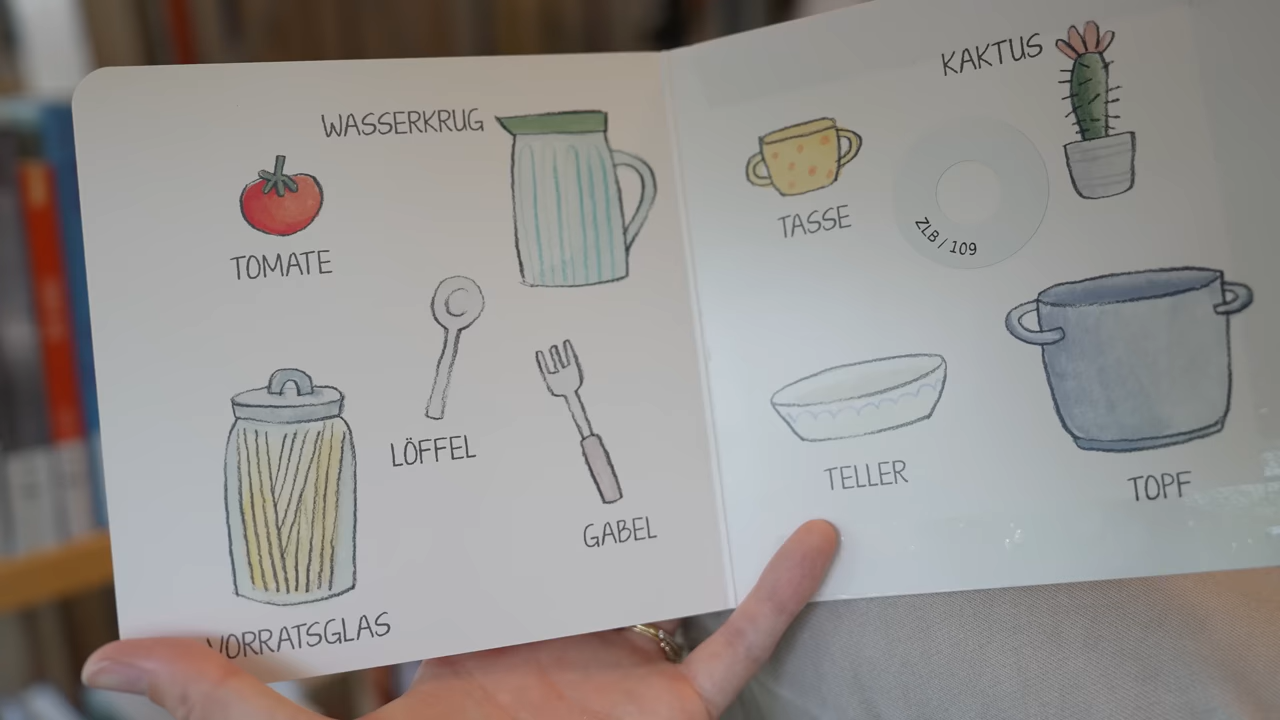 WASSERKRUG
TOMATE
LÖFFEL
GABEL
VORRATSGLAS
KAKTUS
TASSE
ZLB / 109
TELLER
TOPF